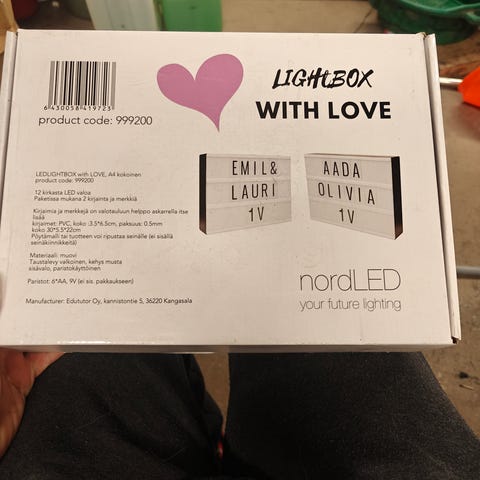 LIGHTBOX
WITH LOVE
6 430058 419723
product code: 999200
LEDLIGHTBOX with LOVE, A4 kokoinen
product code: 999200
12 kirkasta LED valoa
Paketissa mukana 2 kirjainta ja merkkiä
Kirjaimia ja merkkejä on valotauluun helppo askarrella itse
lisää
kirjaimet: PVC, koko :3.5*6.5cm, paksuus: 0.5mm
koko 30*5.5*22cm
Pöytämalli tai tuotteen voi ripustaa seinälle (ei sisällä
seinäkiinnikkeitä)
Materiaali: muovi
Taustalevy valkoinen, kehys musta
sisävalo, paristokäyttöinen
Paristot: 6*AA, 9V (ei sis. pakkaukseen)
Manufacturer: Edututor Oy, kannistontie 5, 36220 Kangasala
EMIL&
LAURI
1V
AADA
OLIVIA
1V
nordLED
your future lighting